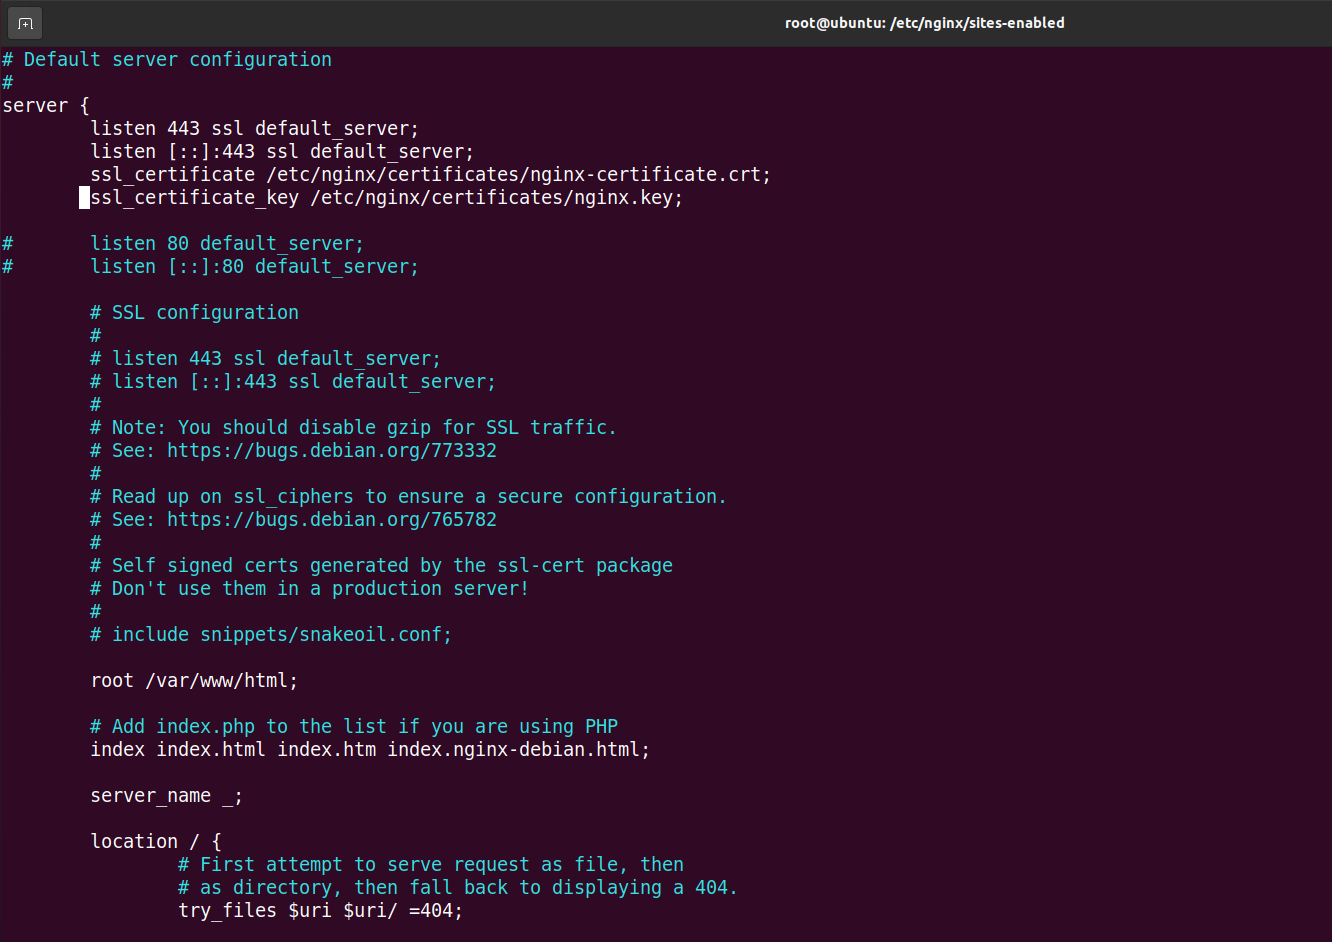 root@ubuntu: /etc/nginx/sites-enabled
# Default server configuration
#
server {
        listen 443 ssl default_server;
        listen [::]:443 ssl default_server;
        ssl_certificate /etc/nginx/certificates/nginx-certificate.crt;
        ssl_certificate_key /etc/nginx/certificates/nginx.key;

#       listen 80 default_server;
#       listen [::]:80 default_server;

        # SSL configuration
        #
        # listen 443 ssl default_server;
        # listen [::]:443 ssl default_server;
        #
        # Note: You should disable gzip for SSL traffic.
        # See: https://bugs.debian.org/773332
        #
        # Read up on ssl_ciphers to ensure a secure configuration.
        # See: https://bugs.debian.org/765782
        #
        # Self signed certs generated by the ssl-cert package
        # Don't use them in a production server!
        #
        # include snippets/snakeoil.conf;

        root /var/www/html;

        # Add index.php to the list if you are using PHP
        index index.html index.htm index.nginx-debian.html;

        server_name _;

        location / {
                # First attempt to serve request as file, then
                # as directory, then fall back to displaying a 404.
                try_files $uri $uri/ =404;